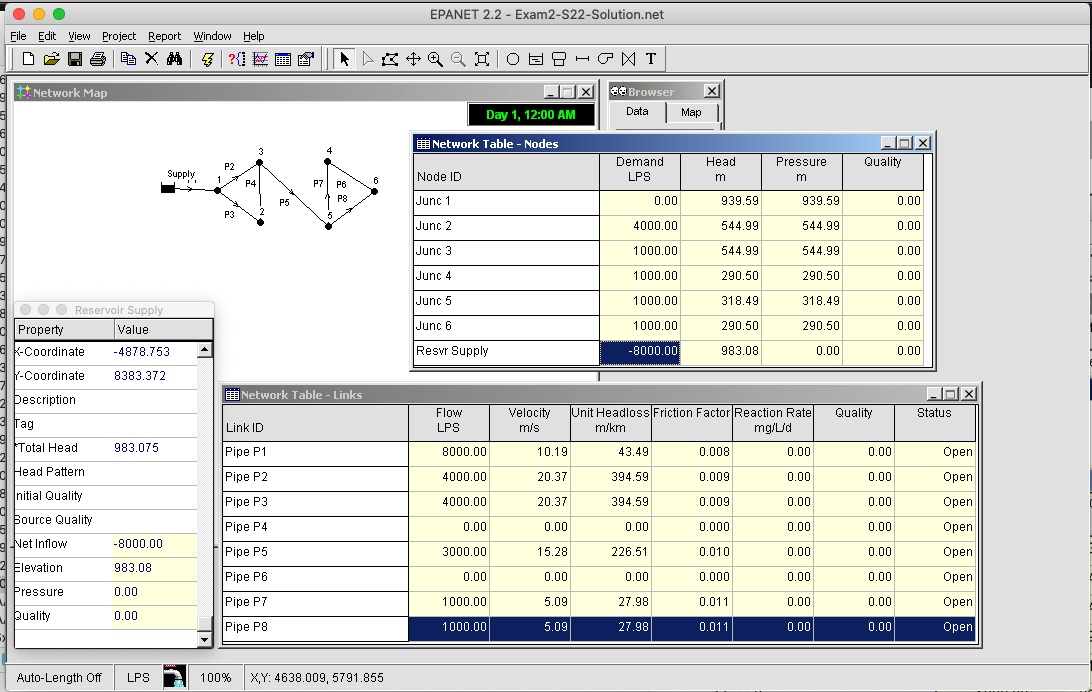 EPANET 2.2 - Exam2-S22-Solution.net
File Edit View Project Report Window Help
Network Map
Day 1, 12:00 AM
Browser
Data Map
Supply
1
2
3
4
5
6
P2
P3
P4
P5
P7
P6
P8
Network Table - Nodes
Node ID Demand LPS Head m Pressure m Quality
Junc 1 0.00 939.59 939.59 0.00
Junc 2 4000.00 544.99 544.99 0.00
Junc 3 1000.00 544.99 544.99 0.00
Junc 4 1000.00 290.50 290.50 0.00
Junc 5 1000.00 318.49 318.49 0.00
Junc 6 1000.00 290.50 290.50 0.00
Resvr Supply -8000.00 983.08 0.00 0.00
Reservoir Supply
Property Value
X-Coordinate -4878.753
Y-Coordinate 8383.372
Description
Tag
*Total Head 983.075
Head Pattern
Initial Quality
Source Quality
Net Inflow -8000.00
Elevation 983.08
Pressure 0.00
Quality 0.00
Network Table - Links
Link ID Flow LPS Velocity m/s Unit Headloss m/km Friction Factor Reaction Rate mg/L/d Quality Status
Pipe P1 8000.00 10.19 43.49 0.008 0.00 0.00 Open
Pipe P2 4000.00 20.37 394.59 0.009 0.00 0.00 Open
Pipe P3 4000.00 20.37 394.59 0.009 0.00 0.00 Open
Pipe P4 0.00 0.00 0.00 0.000 0.00 0.00 Open
Pipe P5 3000.00 15.28 226.51 0.010 0.00 0.00 Open
Pipe P6 0.00 0.00 0.00 0.000 0.00 0.00 Open
Pipe P7 1000.00 5.09 27.98 0.011 0.00 0.00 Open
Pipe P8 1000.00 5.09 27.98 0.011 0.00 0.00 Open
Auto-Length Off LPS 100% X,Y: 4638.009, 5791.855